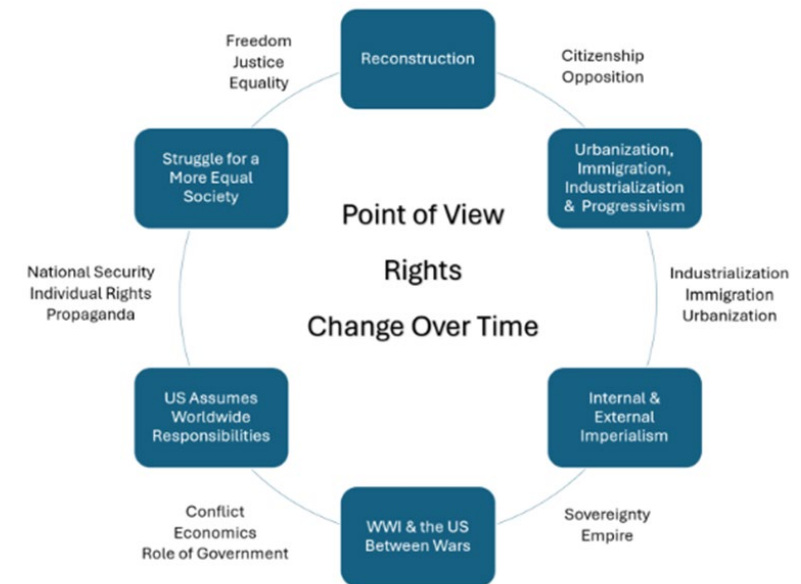 Reconstruction
Citizenship
Opposition
Urbanization,
Immigration,
Industrialization
& Progressivism
Industrialization
Immigration
Urbanization
Internal &
External
Imperialism
Sovereignty
Empire
WWI & the US
Between Wars
Conflict
Economics
Role of Government
US Assumes
Worldwide
Responsibilities
National Security
Individual Rights
Propaganda
Struggle for a
More Equal
Society
Freedom
Justice
Equality
Point of View
Rights
Change Over Time